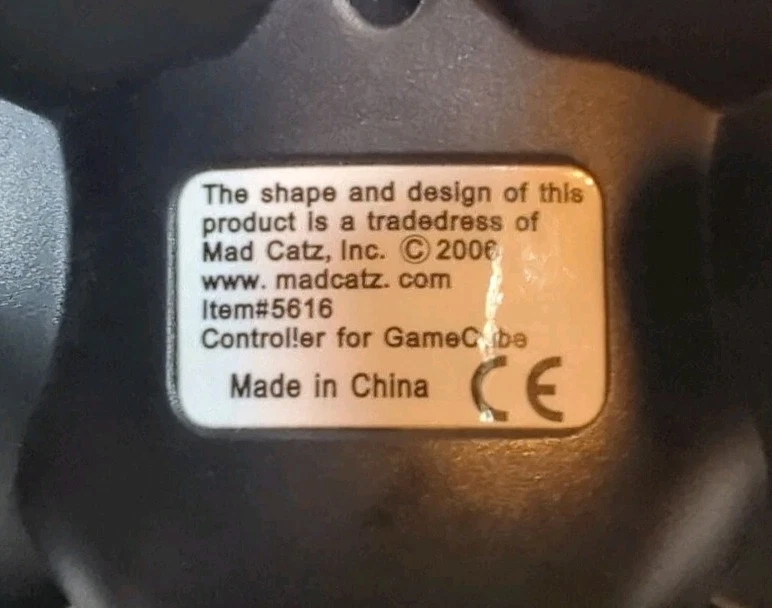 The shape and design of this
product is a tradedress of
Mad Catz, Inc. © 2006
www. madcatz. com
Item#5616
Controller for GameCube
Made in China CE